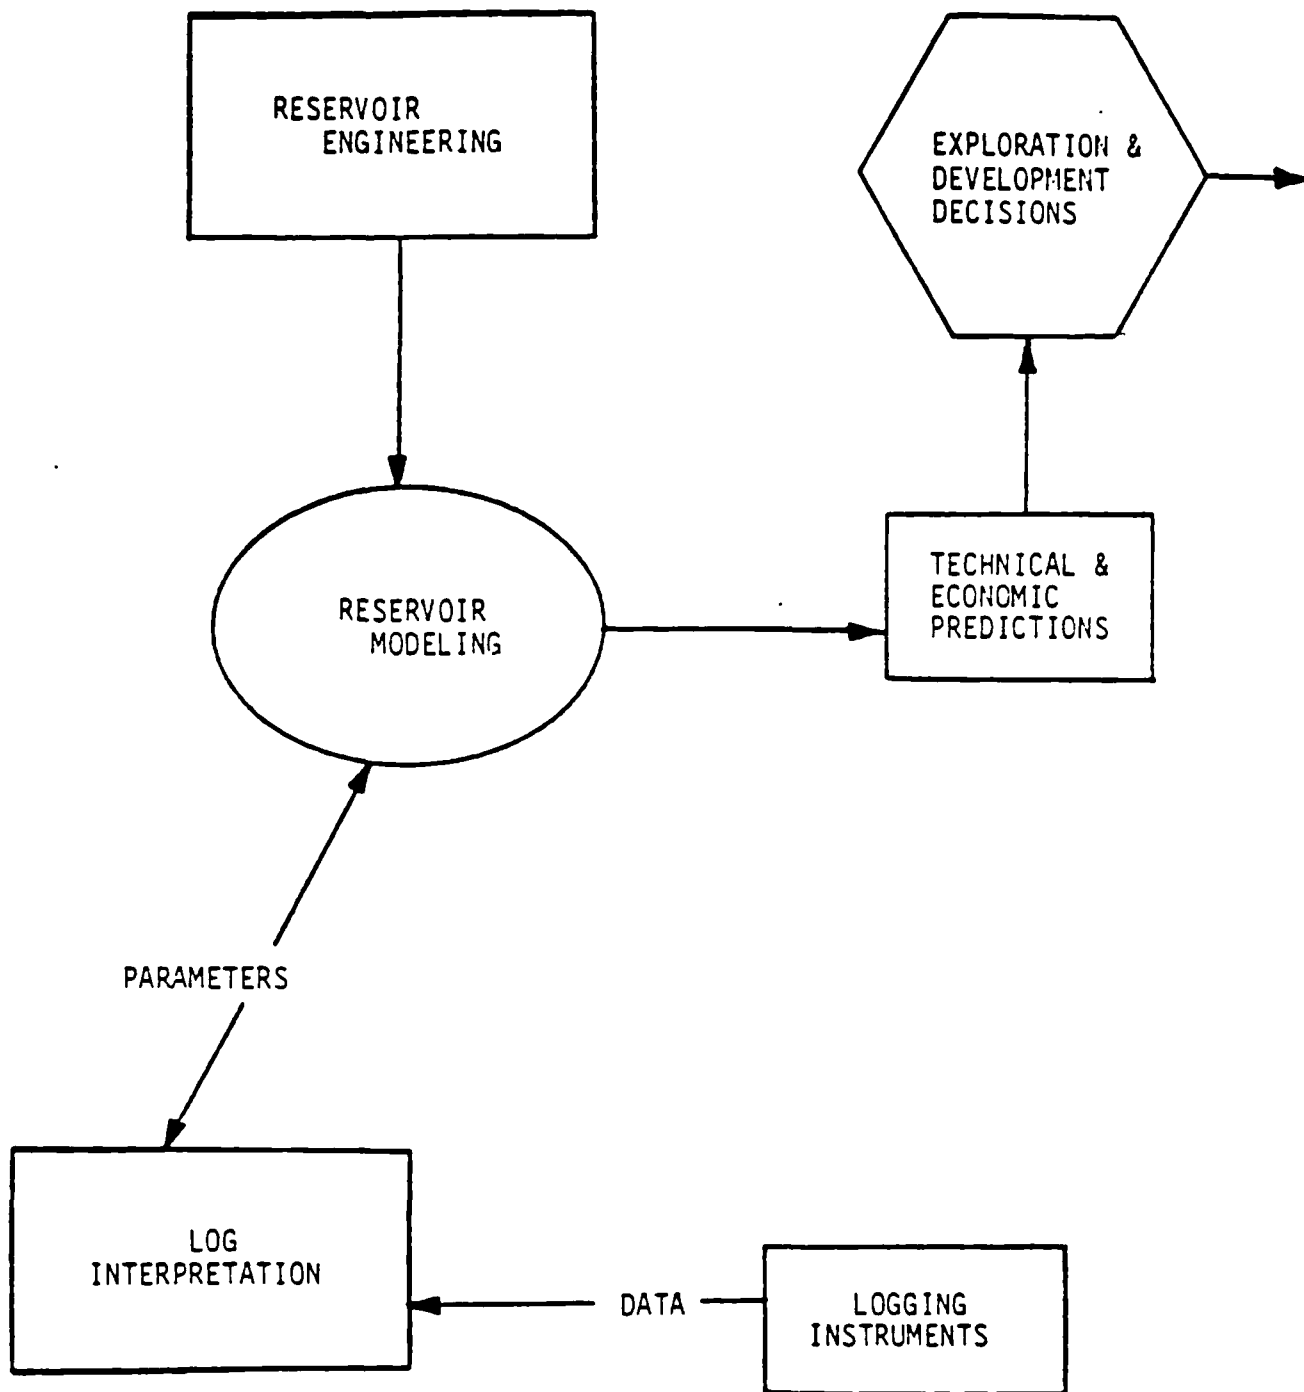 RESERVOIR
ENGINEERING
EXPLORATION &
DEVELOPMENT
DECISIONS
RESERVOIR
MODELING
TECHNICAL &
ECONOMIC
PREDICTIONS
PARAMETERS
LOG
INTERPRETATION
DATA
LOGGING
INSTRUMENTS